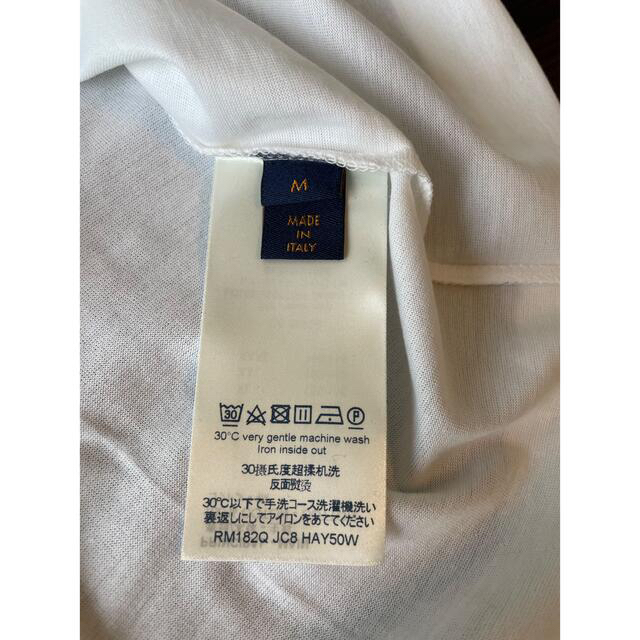 M
MADE
IN
ITALY
30
P
30°C very gentle machine wash
Iron inside out
30摄氏度超揉机洗
反面熨烫
30℃以下で手洗コース洗濯機洗い
裏返しにしてアイロンをあててください
RM182Q JC8 HAY50W